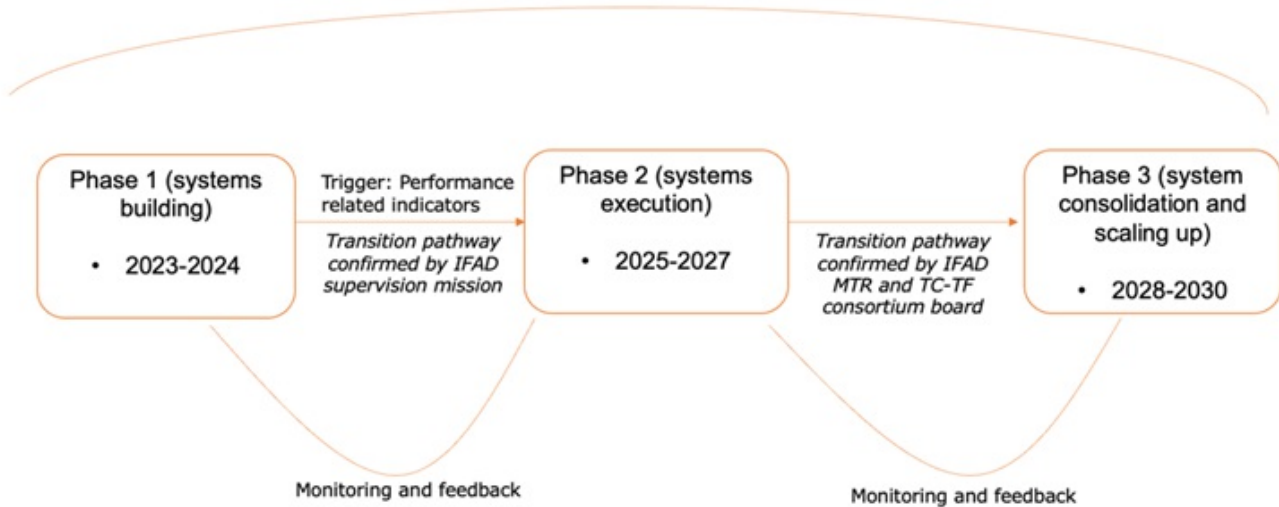 Phase 1 (systems
building)
• 2023-2024
Trigger: Performance
related indicators
Transition pathway
confirmed by IFAD
supervision mission
Phase 2 (systems
execution)
• 2025-2027
Transition pathway
confirmed by IFAD
MTR and TC-TF
consortium board
Phase 3 (system
consolidation and
scaling up)
• 2028-2030
Monitoring and feedback
Monitoring and feedback